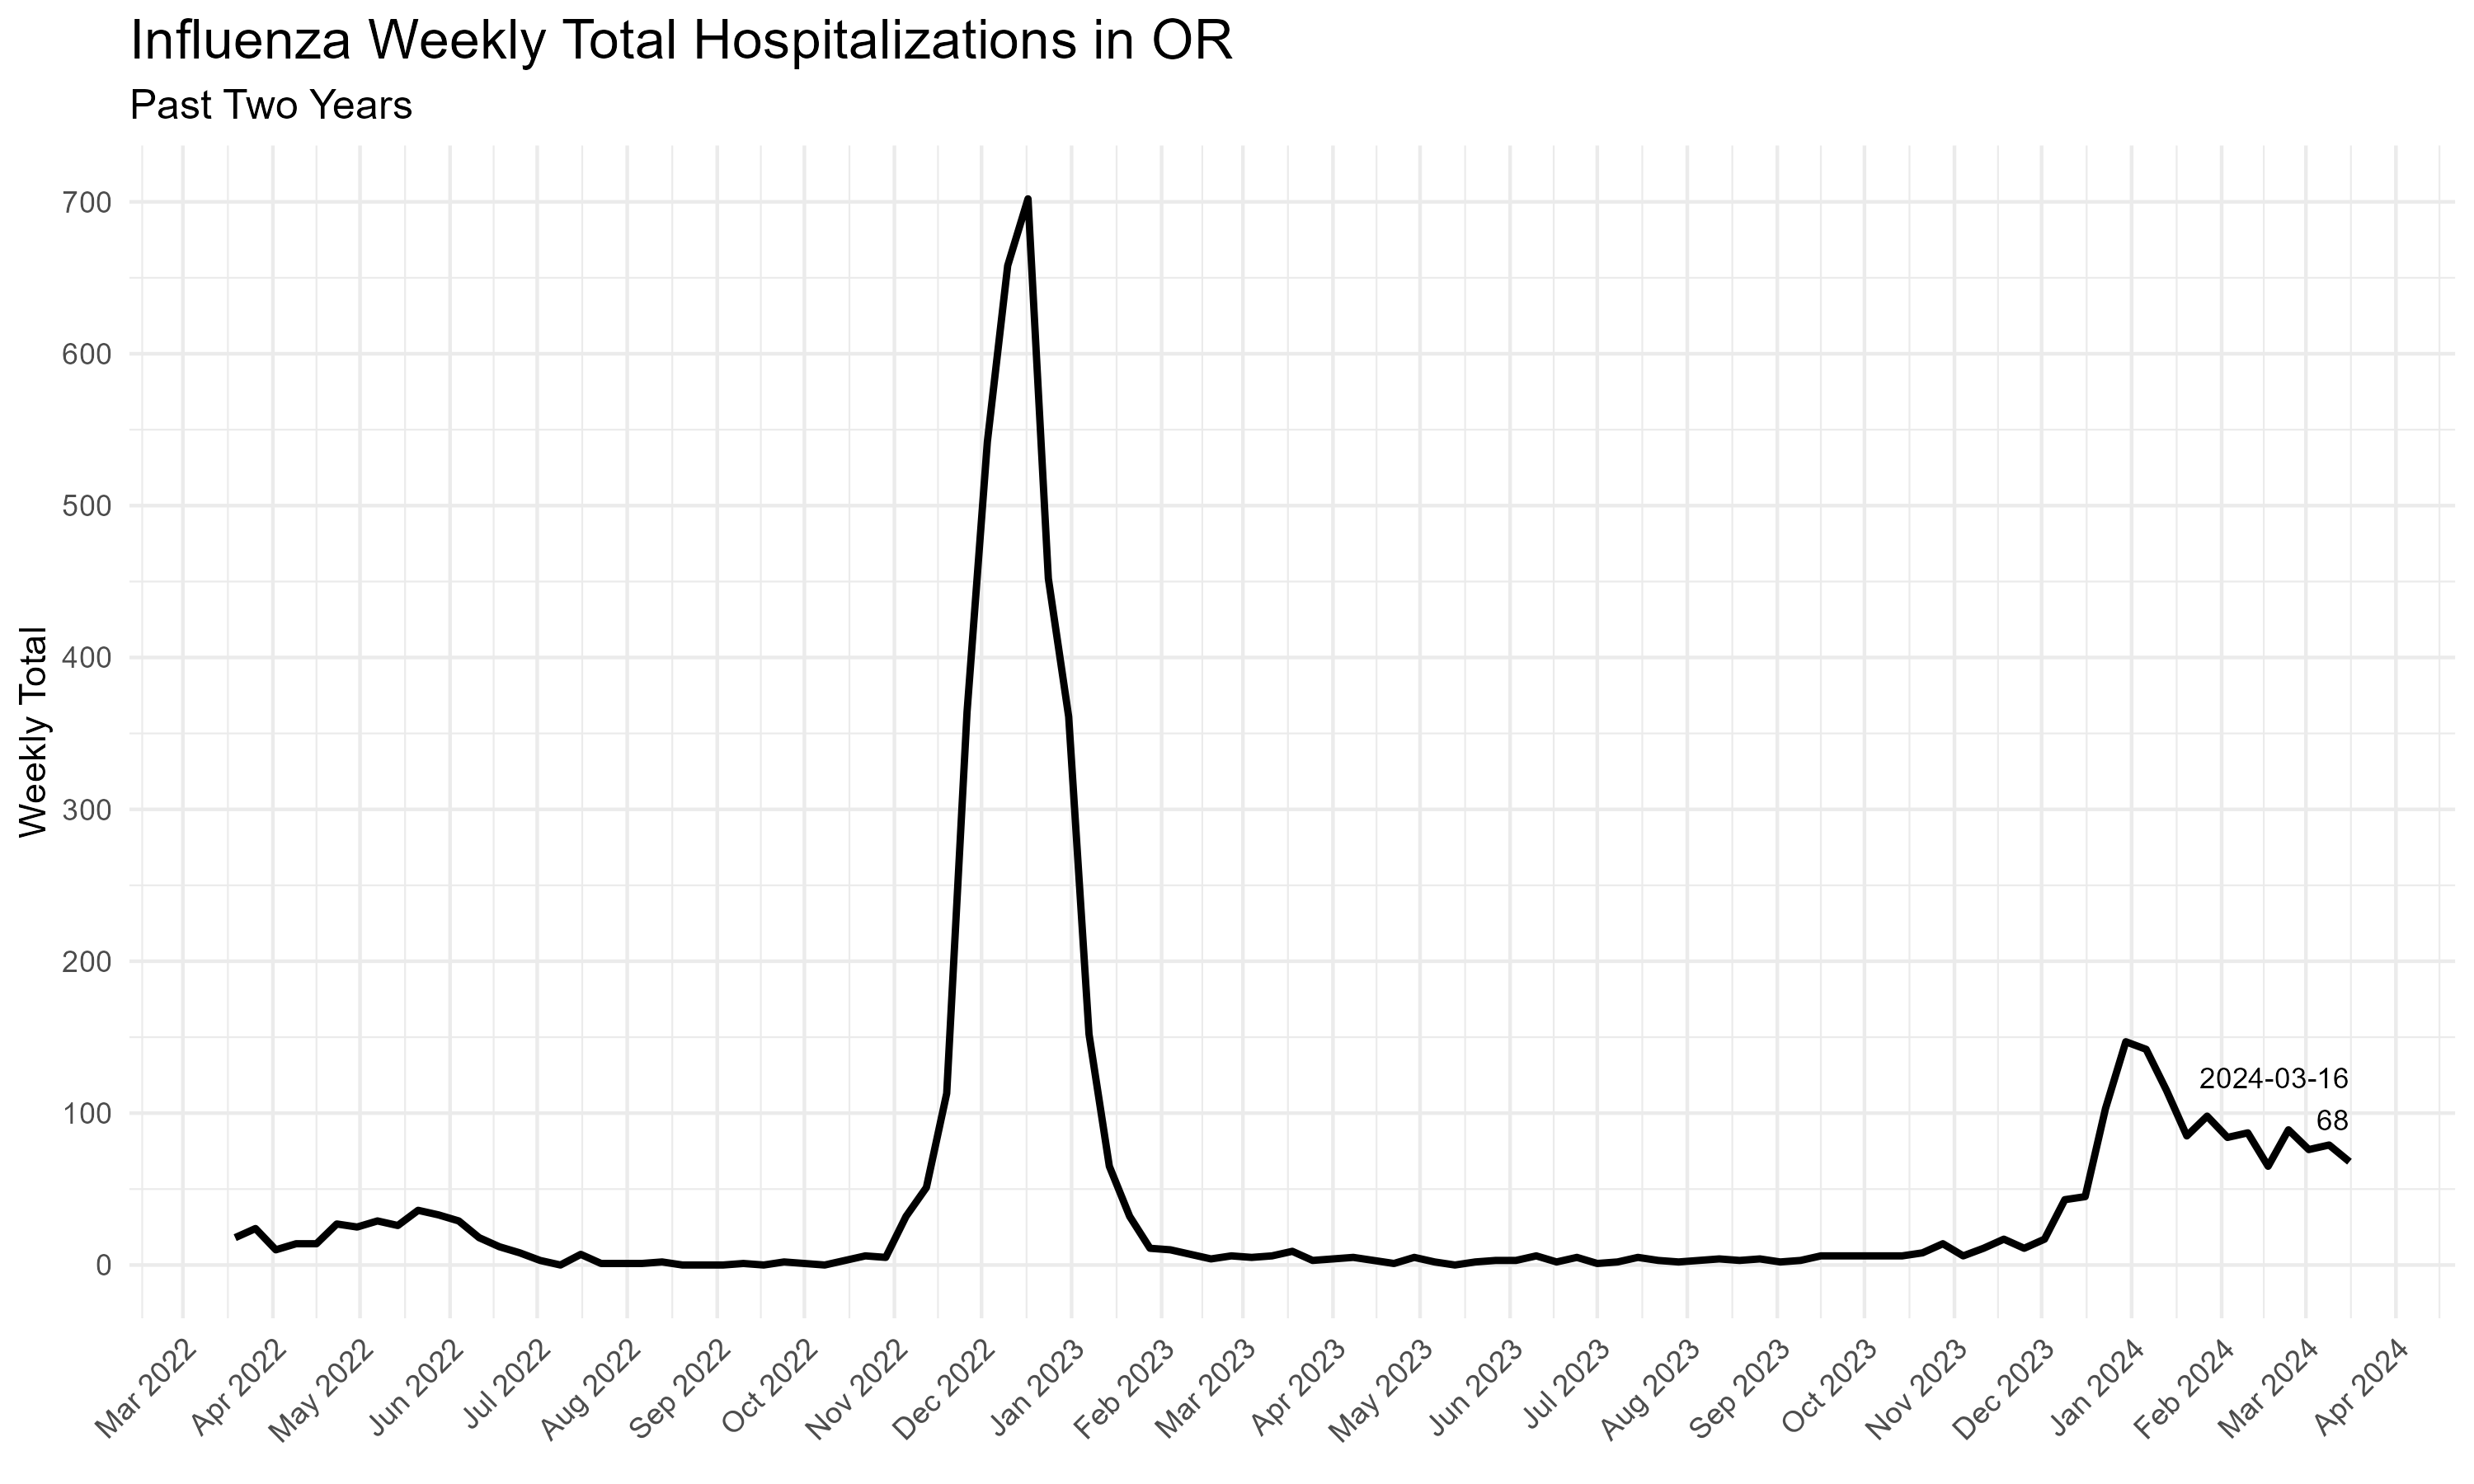 Influenza Weekly Total Hospitalizations in OR
Past Two Years
Weekly Total
700
600
500
400
300
200
100
0
2024-03-16
68
Mar 2022
Apr 2022
May 2022
Jun 2022
Jul 2022
Aug 2022
Sep 2022
Oct 2022
Nov 2022
Dec 2022
Jan 2023
Feb 2023
Mar 2023
Apr 2023
May 2023
Jun 2023
Jul 2023
Aug 2023
Sep 2023
Oct 2023
Nov 2023
Dec 2023
Jan 2024
Feb 2024
Mar 2024
Apr 2024